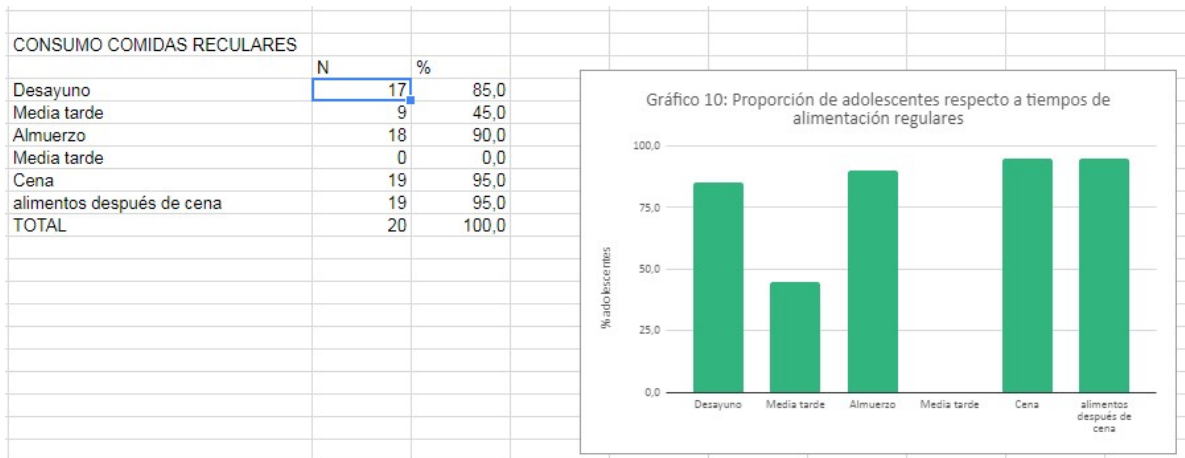 CONSUMO COMIDAS RECULARES
N %
Desayuno 17 85,0
Media tarde 9 45,0
Almuerzo 18 90,0
Media tarde 0 0,0
Cena 19 95,0
alimentos después de cena 19 95,0
TOTAL 20 100,0
Gráfico 10: Proporción de adolescentes respecto a tiempos de
alimentación regulares
100,0
75,0
50,0
25,0
0,0
% adolescentes
Desayuno Media tarde Almuerzo Media tarde Cena alimentos
después de
cena